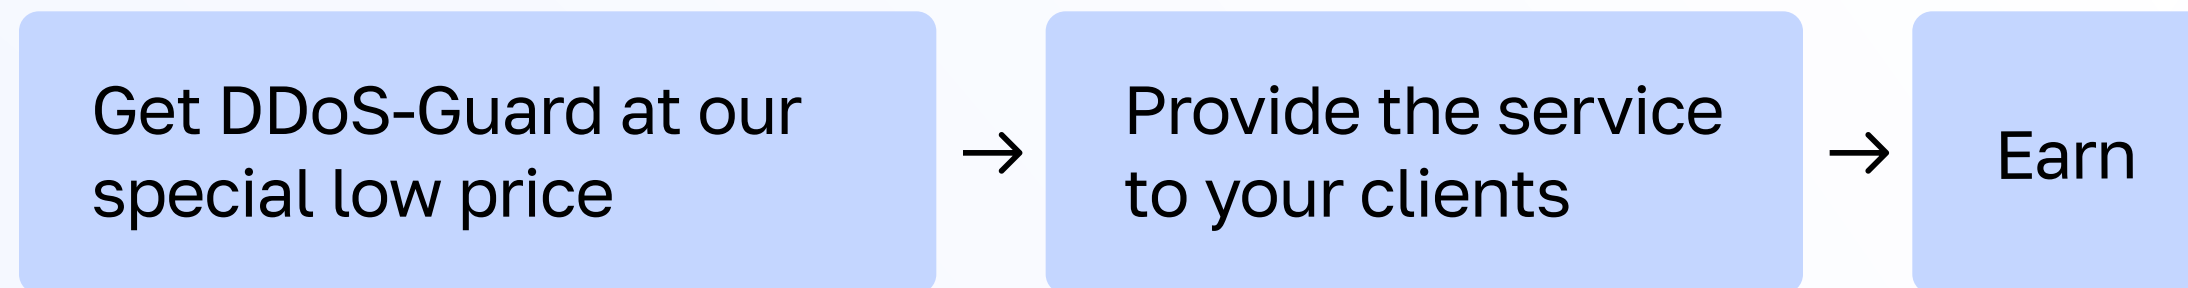 Get DDoS-Guard at our
special low price
→
Provide the service
to your clients
→
Earn